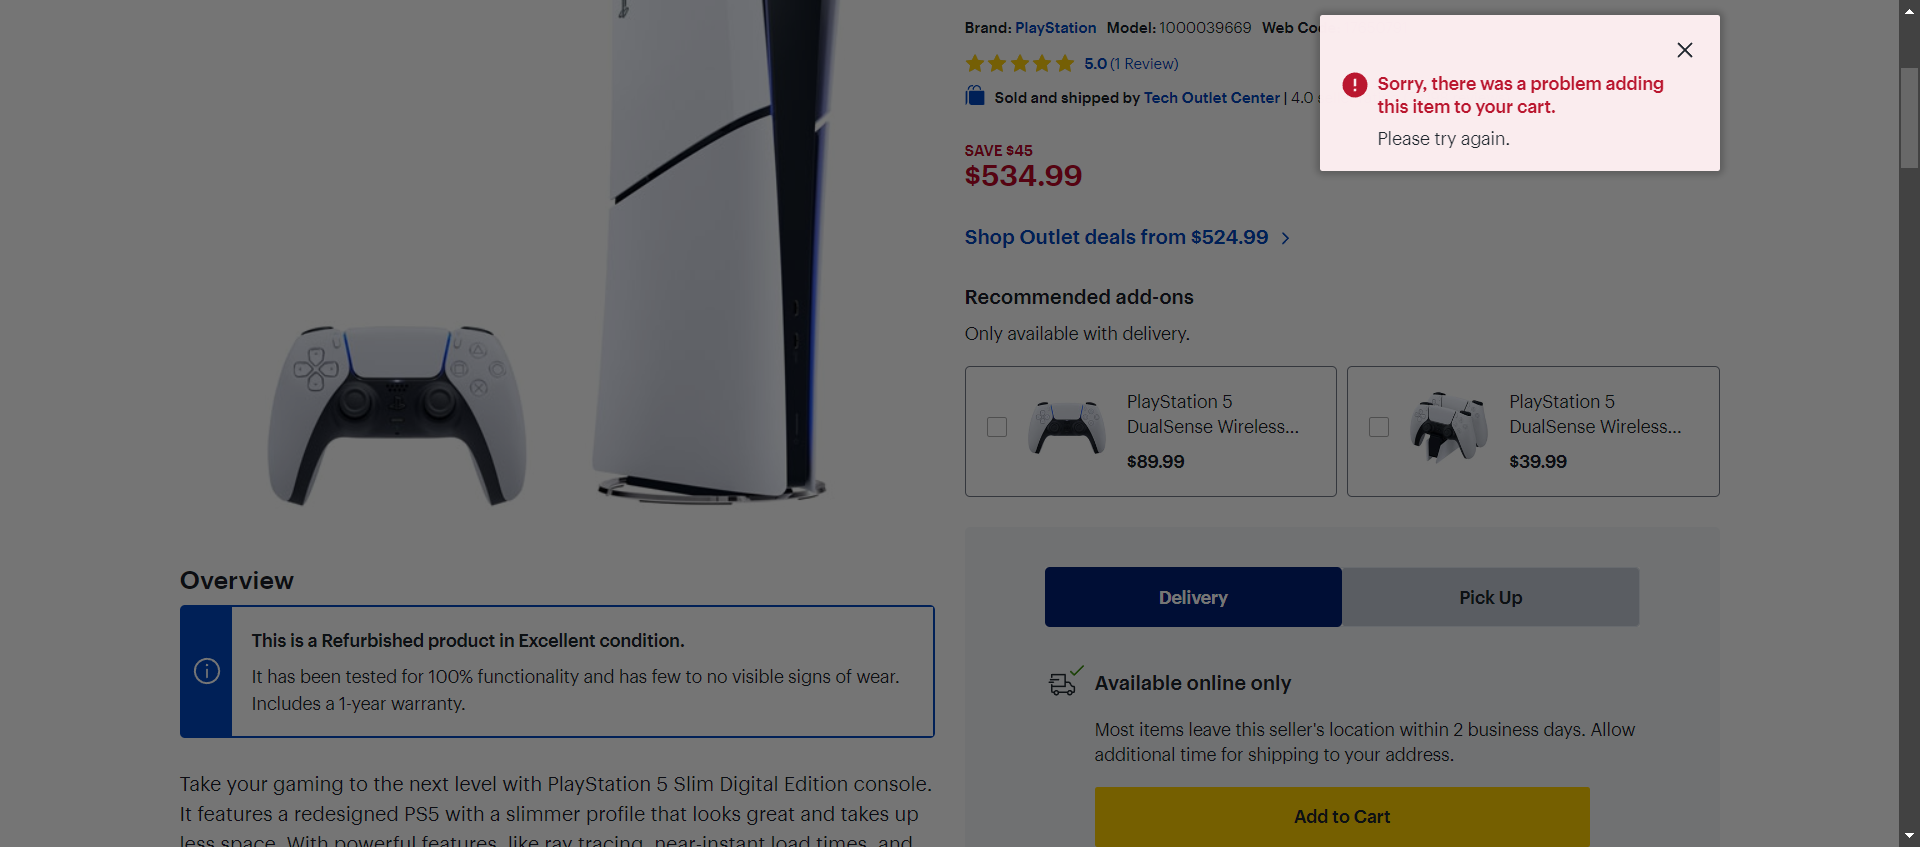 Brand: PlayStation Model: 1000039669 Web
5.0 (1 Review)
Sold and shipped by Tech Outlet Center | 4.0
Sorry, there was a problem adding
this item to your cart.
Please try again.
SAVE $45
$534.99
Shop Outlet deals from $524.99
Recommended add-ons
Only available with delivery.
PlayStation 5
DualSense Wireless...
$89.99
PlayStation 5
DualSense Wireless...
$39.99
Overview
This is a Refurbished product in Excellent condition.
It has been tested for 100% functionality and has few to no visible signs of wear.
Includes a 1-year warranty.
Take your gaming to the next level with PlayStation 5 Slim Digital Edition console.
It features a redesigned PS5 with a slimmer profile that looks great and takes up
less space. With powerful features, like ray tracing, near-instant load times, and
Delivery
Pick Up
Available online only
Most items leave this seller's location within 2 business days. Allow
additional time for shipping to your address.
Add to Cart